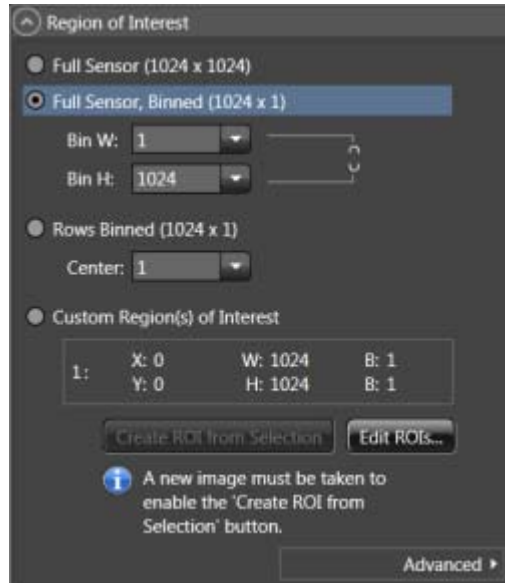 Region of Interest
Full Sensor (1024 x 1024)
Full Sensor, Binned (1024 x 1)
Bin W: 1
Bin H: 1024
Rows Binned (1024 x 1)
Center: 1
Custom Region(s) of Interest
1: X: 0 W: 1024 B: 1
Y: 0 H: 1024 B: 1
Create ROI from Selection Edit ROIs...
A new image must be taken to
enable the 'Create ROI from
Selection' button.
Advanced